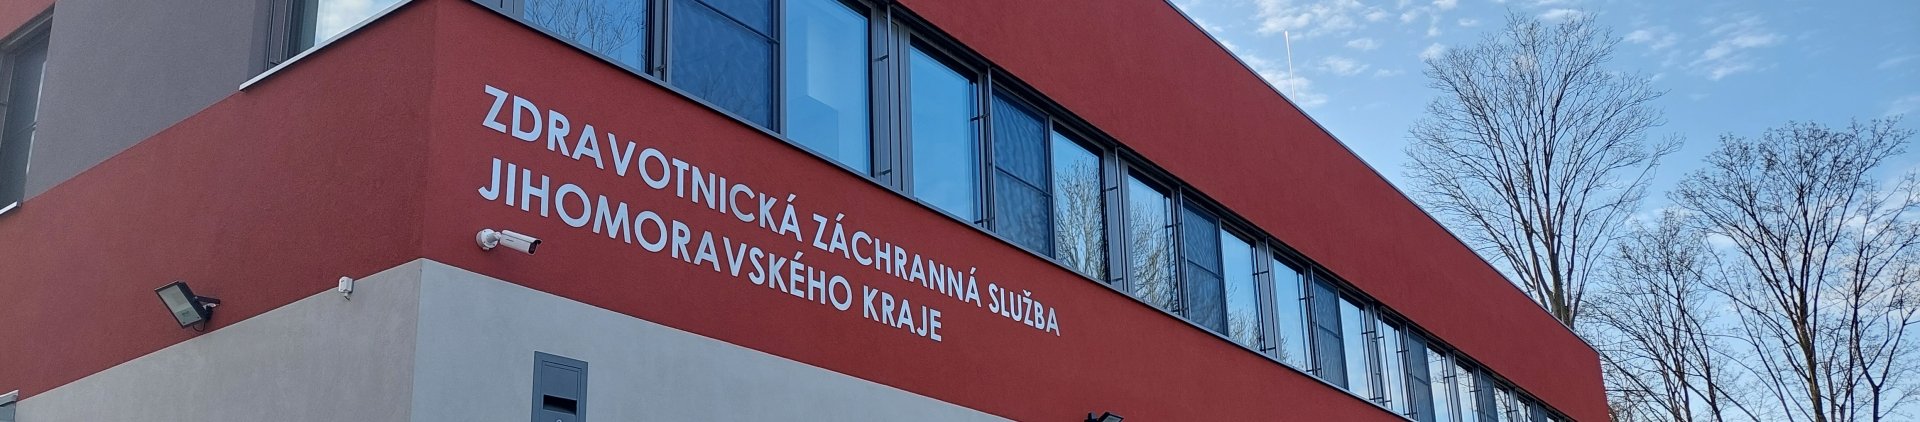 ZDRAVOTNICKÁ ZÁCHRANNÁ SLUŽBA
JIHOMORAVSKÉHO KRAJE